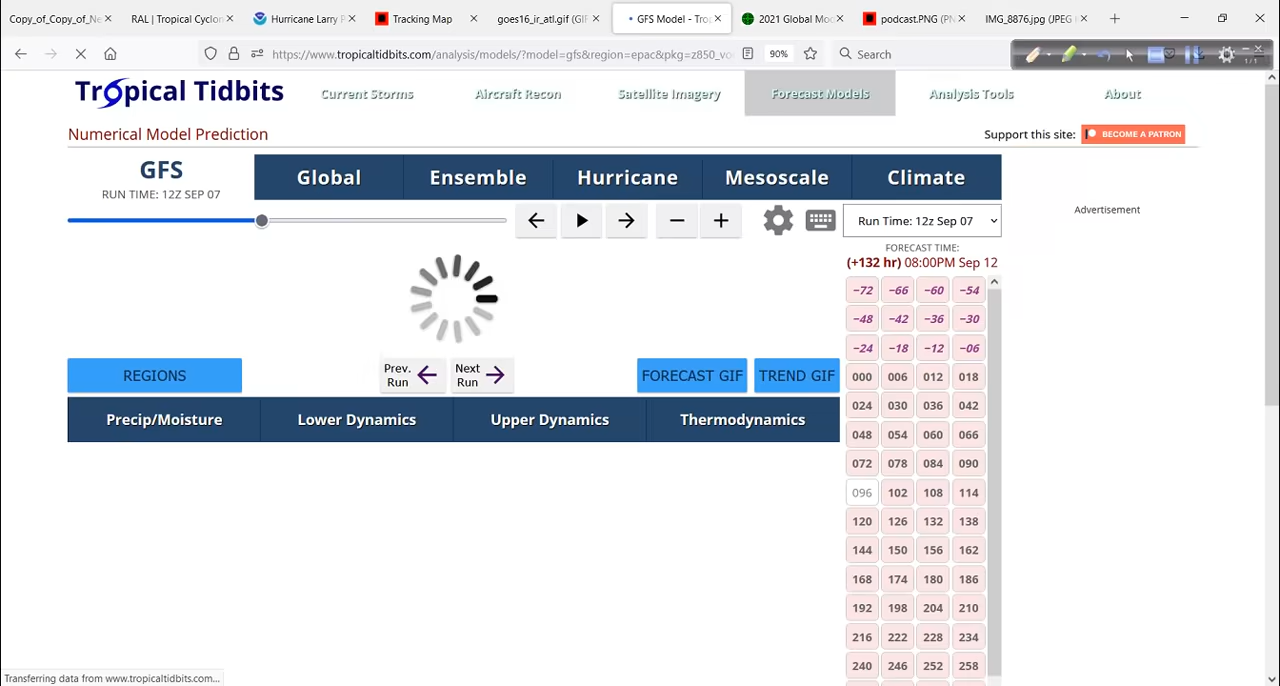 Copy_of_Copy_of_Ne ×
RAL | Tropical Cyclon ×
Hurricane Larry P ×
Tracking Map ×
goes16_ir_atl.gif (GIF ×
GFS Model - Trop ×
2021 Global Mod ×
podcast.PNG (PN ×
IMG_8876.jpg (JPEG ×
https://www.tropicaltidbits.com/analysis/models/?model=gfs&region=epac&pkg=z850_vo
90%
Search
1/1
Tropical Tidbits
Current Storms
Aircraft Recon
Satellite Imagery
Forecast Models
Analysis Tools
About
Numerical Model Prediction
Support this site:
BECOME A PATRON
GFS
RUN TIME: 12Z SEP 07
Global
Ensemble
Hurricane
Mesoscale
Climate
Advertisement
Run Time: 12z Sep 07
FORECAST TIME:
(+132 hr) 08:00PM Sep 12
−72 −66 −60 −54
−48 −42 −36 −30
−24 −18 −12 −06
000 006 012 018
024 030 036 042
048 054 060 066
072 078 084 090
096 102 108 114
120 126 132 138
144 150 156 162
168 174 180 186
192 198 204 210
216 222 228 234
240 246 252 258
REGIONS
Prev. Run
Next Run
FORECAST GIF
TREND GIF
Precip/Moisture
Lower Dynamics
Upper Dynamics
Thermodynamics
Transferring data from www.tropicaltidbits.com...